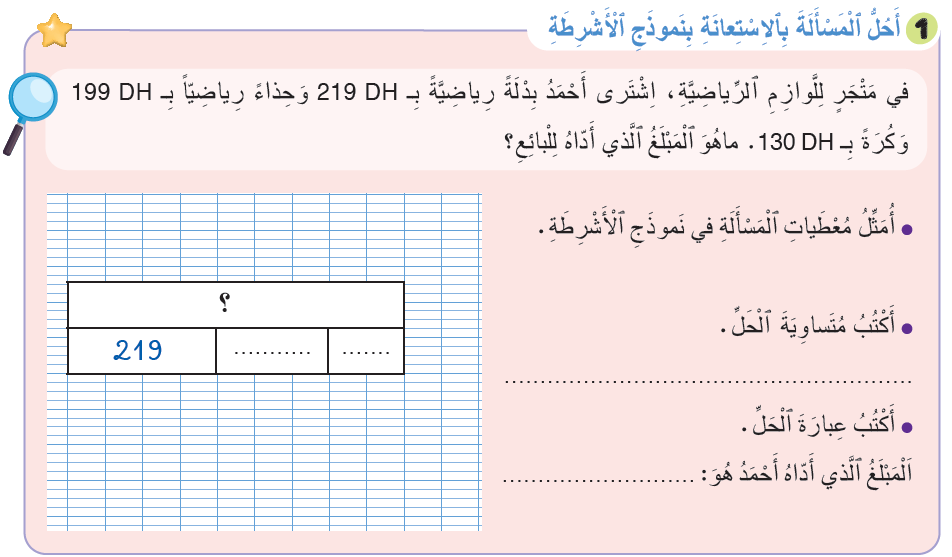 1 أَحُلُّ ٱلْمَسْأَلَةَ بِٱلِاسْتِعانَةِ بِنَموذَجِ ٱلْأَشْرِطَةِ
في مَتْجَرٍ لِلَّوازِمِ ٱلرِّياضِيَّةِ، اِشْتَرى أَحْمَدُ بِذْلَةً رِياضِيَّةً بِـ 219 DH وَحِذاءً رِياضِيّاً بِـ 199 DH
وَكُرَةً بِـ 130 DH. ماهُوَ ٱلْمَبْلَغُ ٱلَّذي أَدّاهُ لِلْبائِعِ؟
• أُمَثِّلُ مُعْطَياتِ ٱلْمَسْأَلَةِ في نَموذَجِ ٱلْأَشْرِطَةِ.
؟
219 ........... .......
• أَكْتُبُ مُتَساوِيَةَ ٱلْحَلِّ.
.........................................................
• أَكْتُبُ عِبارَةَ ٱلْحَلِّ.
اَلْمَبْلَغُ ٱلَّذي أَدّاهُ أَحْمَدُ هُوَ: ...........................